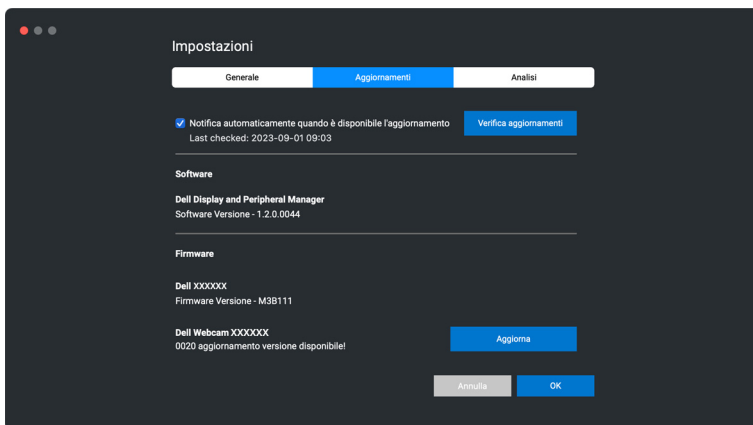 Impostazioni
Generale
Aggiornamenti
Analisi
Notifica automaticamente quando è disponibile l'aggiornamento
Verifica aggiornamenti
Last checked: 2023-09-01 09:03
Software
Dell Display and Peripheral Manager
Software Versione - 1.2.0.0044
Firmware
Dell XXXXXX
Firmware Versione - M3B111
Dell Webcam XXXXXX
0020 aggiornamento versione disponibile!
Aggiorna
Annulla
OK